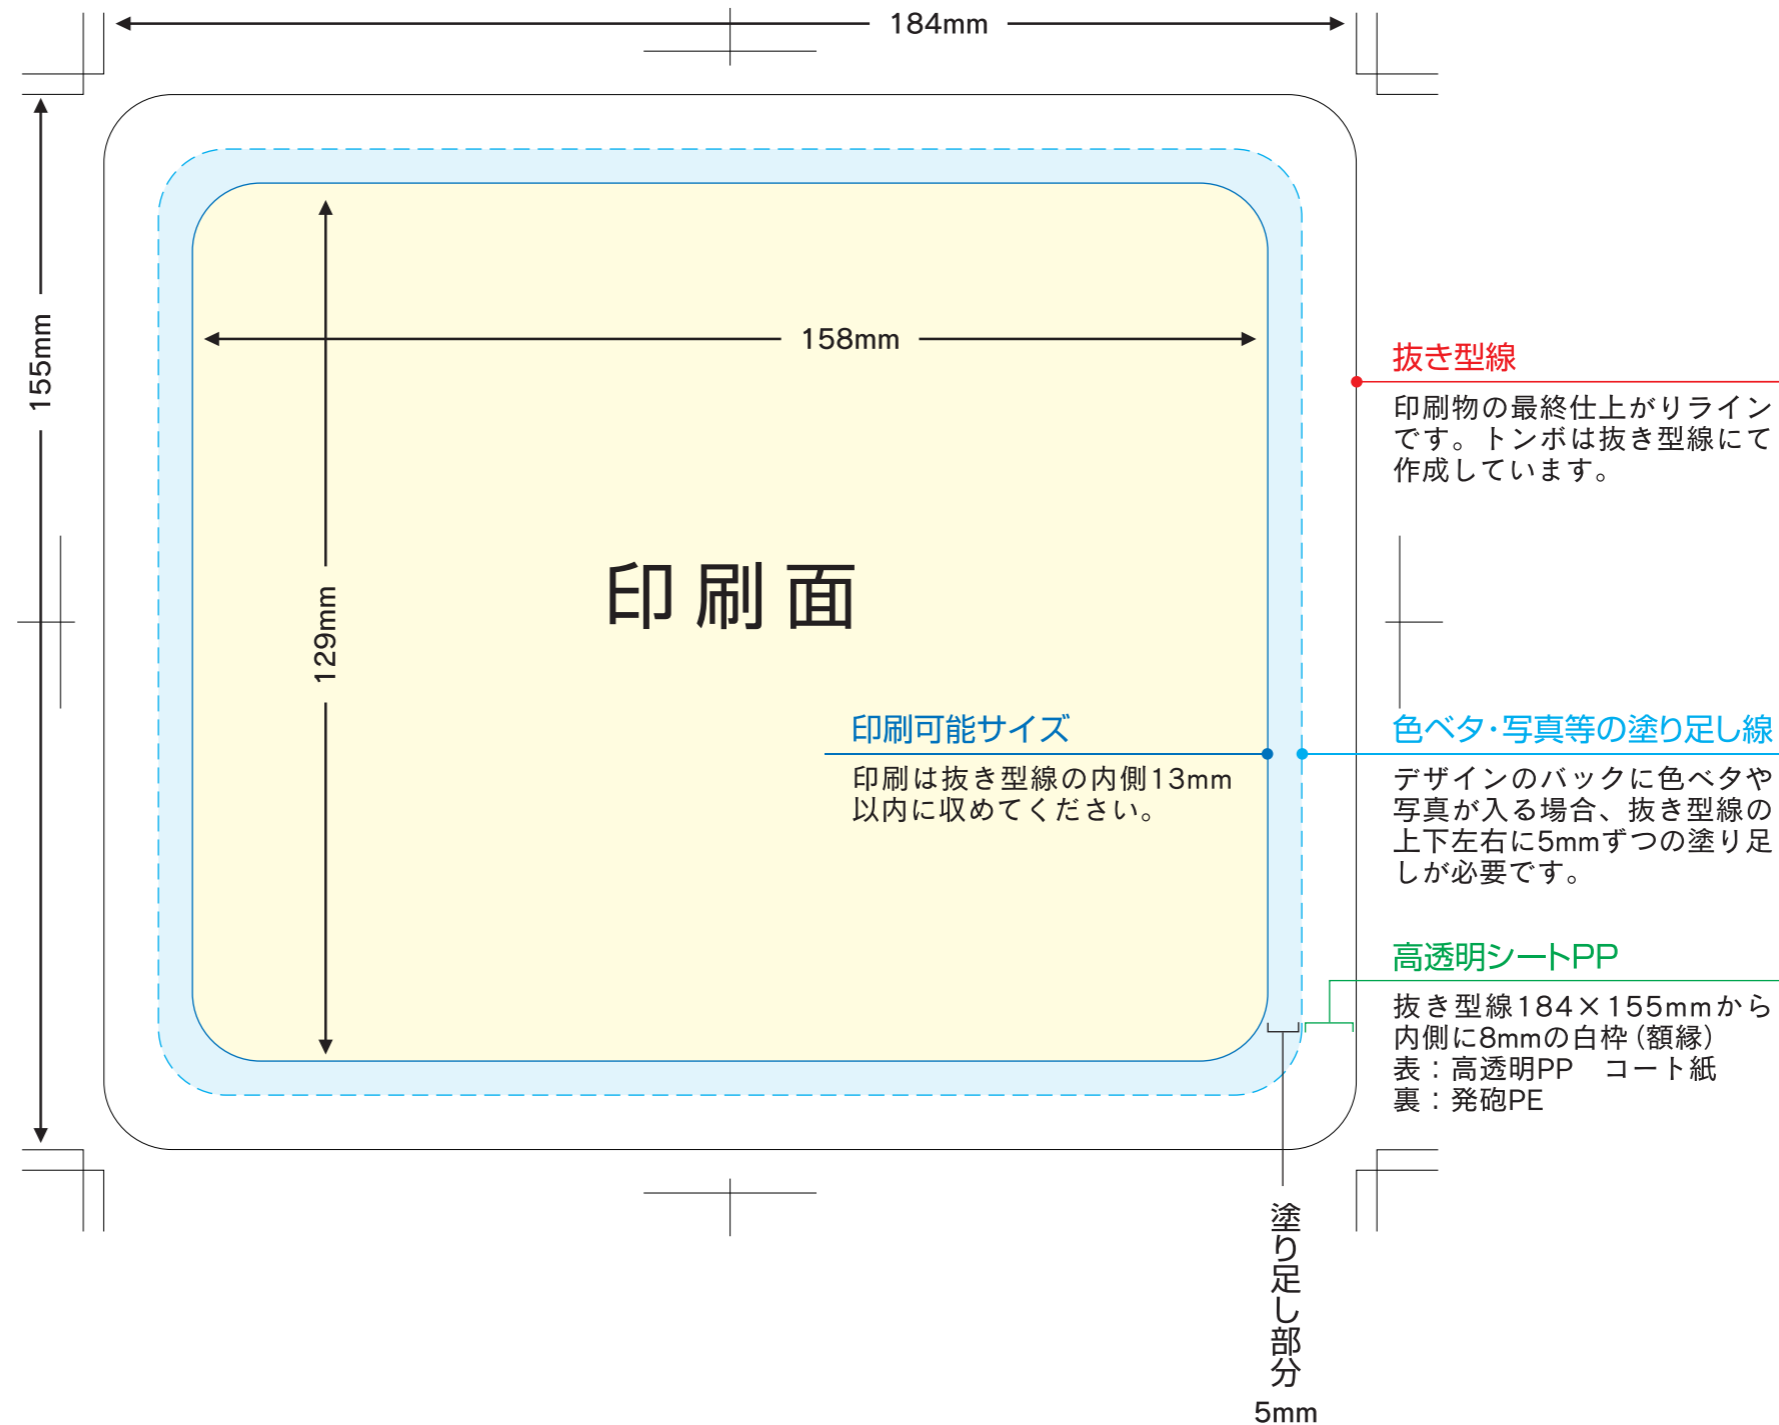 184mm
155mm
158mm
129mm
印刷面
抜き型線
印刷物の最終仕上がりライン
です。トンボは抜き型線にて
作成しています。
印刷可能サイズ
印刷は抜き型線の内側13mm
以内に収めてください。
色ベタ・写真等の塗り足し線
デザインのバックに色ベタや
写真が入る場合、抜き型線の
上下左右に5mmずつの塗り足
しが必要です。
高透明シートPP
抜き型線184×155mmから
内側に8mmの白枠（額縁）
表：高透明PP　コート紙
裏：発砲PE
塗り足し部分
5mm